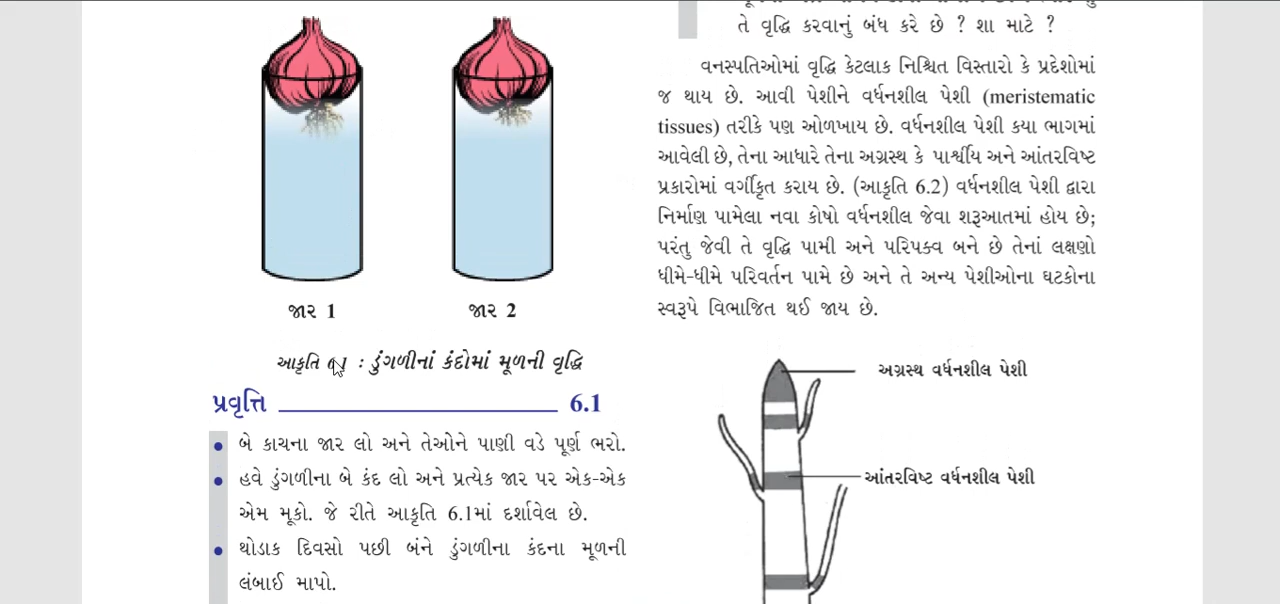 જાર 1
જાર 2
આકૃતિ : ડુંગળીનાં કંદોમાં મૂળની વૃદ્ધિ
પ્રવૃત્તિ 6.1
• બે કાચના જાર લો અને તેઓને પાણી વડે પૂર્ણ ભરો.
• હવે ડુંગળીના બે કંદ લો અને પ્રત્યેક જાર પર એક-એક
એમ મૂકો. જે રીતે આકૃતિ 6.1માં દર્શાવેલ છે.
• થોડાક દિવસો પછી બંને ડુંગળીના કંદના મૂળની
લંબાઈ માપો.
તે વૃદ્ધિ કરવાનું બંધ કરે છે ? શા માટે ?
વનસ્પતિઓમાં વૃદ્ધિ કેટલાક નિશ્ચિત વિસ્તારો કે પ્રદેશોમાં
જ થાય છે. આવી પેશીને વર્ધનશીલ પેશી (meristematic
tissues) તરીકે પણ ઓળખાય છે. વર્ધનશીલ પેશી કયા ભાગમાં
આવેલી છે, તેના આધારે તેના અગ્રસ્થ કે પાર્શ્વીય અને આંતરવિષ્ટ
પ્રકારોમાં વર્ગીકૃત કરાય છે. (આકૃતિ 6.2) વર્ધનશીલ પેશી દ્વારા
નિર્માણ પામેલા નવા કોષો વર્ધનશીલ જેવા શરૂઆતમાં હોય છે;
પરંતુ જેવી તે વૃદ્ધિ પામી અને પરિપક્વ બને છે તેનાં લક્ષણો
ધીમે-ધીમે પરિવર્તન પામે છે અને તે અન્ય પેશીઓના ઘટકોના
સ્વરૂપે વિભાજિત થઈ જાય છે.
અગ્રસ્થ વર્ધનશીલ પેશી
આંતરવિષ્ટ વર્ધનશીલ પેશી